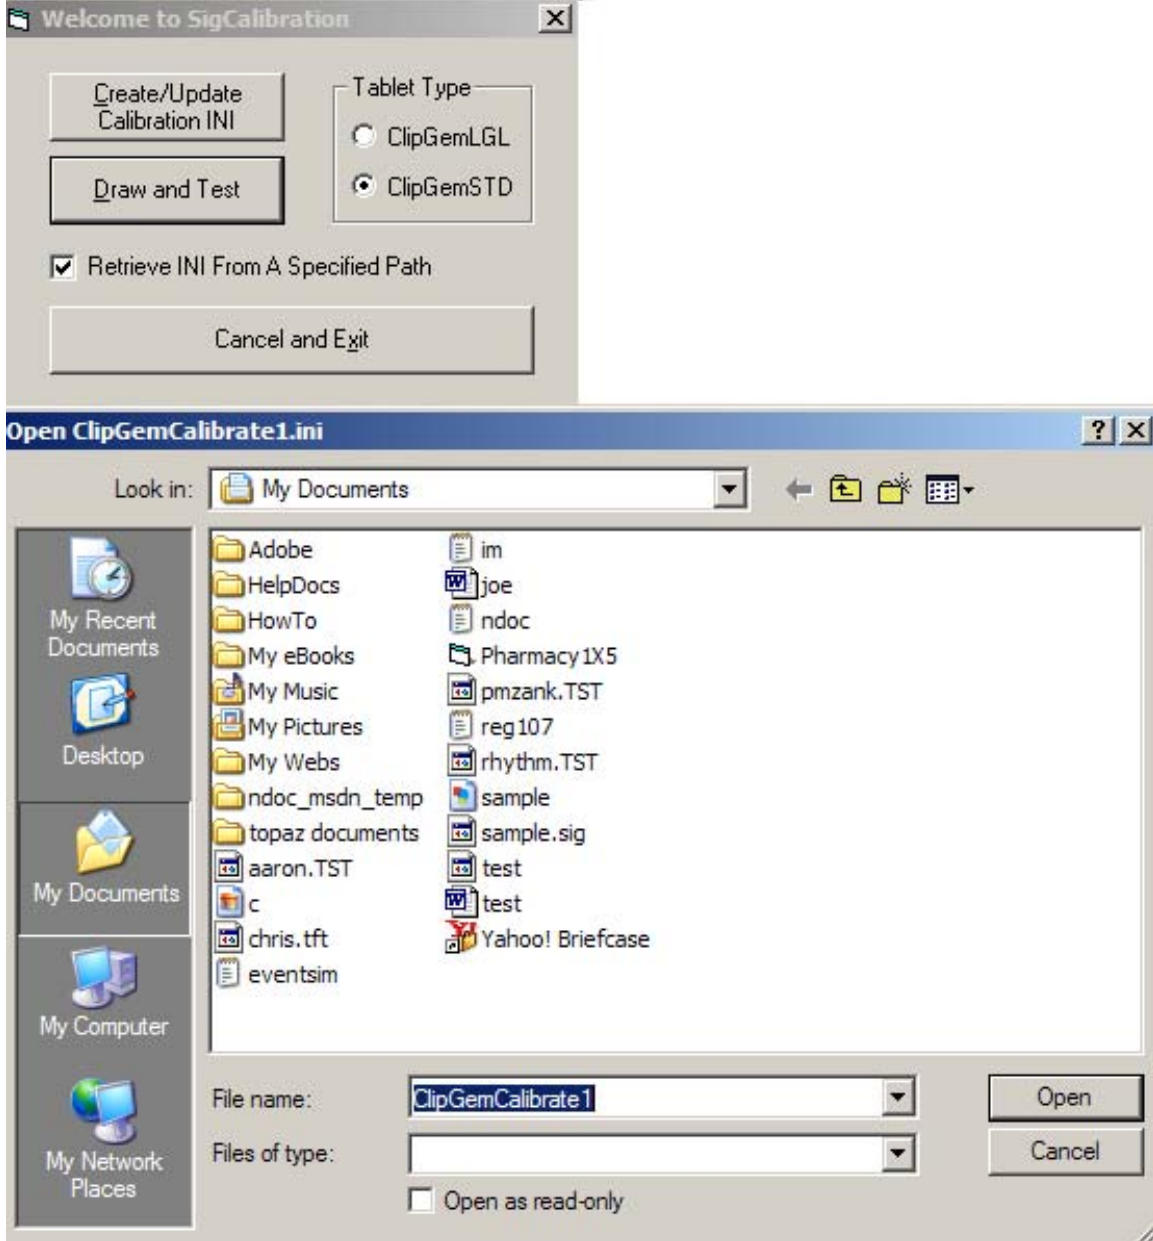 Welcome to SigCalibration
Create/Update
Calibration INI
Draw and Test
Tablet Type
ClipGemLGL
ClipGemSTD
Retrieve INI From A Specified Path
Cancel and Exit
Open ClipGemCalibrate1.ini
Look in:
My Documents
My Recent
Documents
Desktop
My Documents
My Computer
My Network
Places
Adobe
HelpDocs
HowTo
My eBooks
My Music
My Pictures
My Webs
ndoc_msdn_temp
topaz documents
aaron.TST
c
chris.tft
eventsim
im
joe
ndoc
Pharmacy1X5
pmzank.TST
reg107
rhythm.TST
sample
sample.sig
test
test
Yahoo! Briefcase
File name:
ClipGemCalibrate1
Open
Files of type:
Cancel
Open as read-only